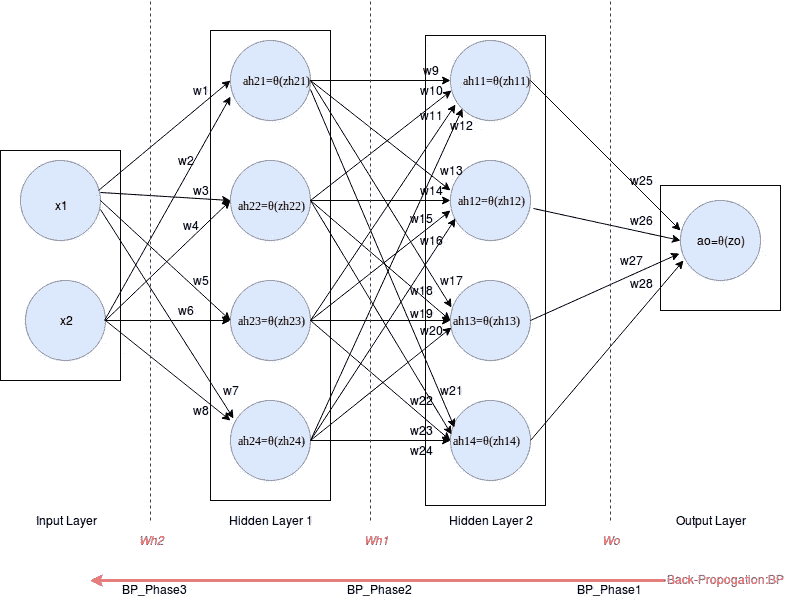 x1
x2
w1
w2
w3
w4
w5
w6
w7
w8
ah21=θ(zh21)
ah22=θ(zh22)
ah23=θ(zh23)
ah24=θ(zh24)
w9
w10
w11
w12
w13
w14
w15
w16
w17
w18
w19
w20
w21
w22
w23
w24
ah11=θ(zh11)
ah12=θ(zh12)
ah13=θ(zh13)
ah14=θ(zh14)
w25
w26
w27
w28
ao=θ(zo)
Input Layer
Hidden Layer 1
Hidden Layer 2
Output Layer
Wh2
Wh1
Wo
Back-Propogation:BP
BP_Phase3
BP_Phase2
BP_Phase1